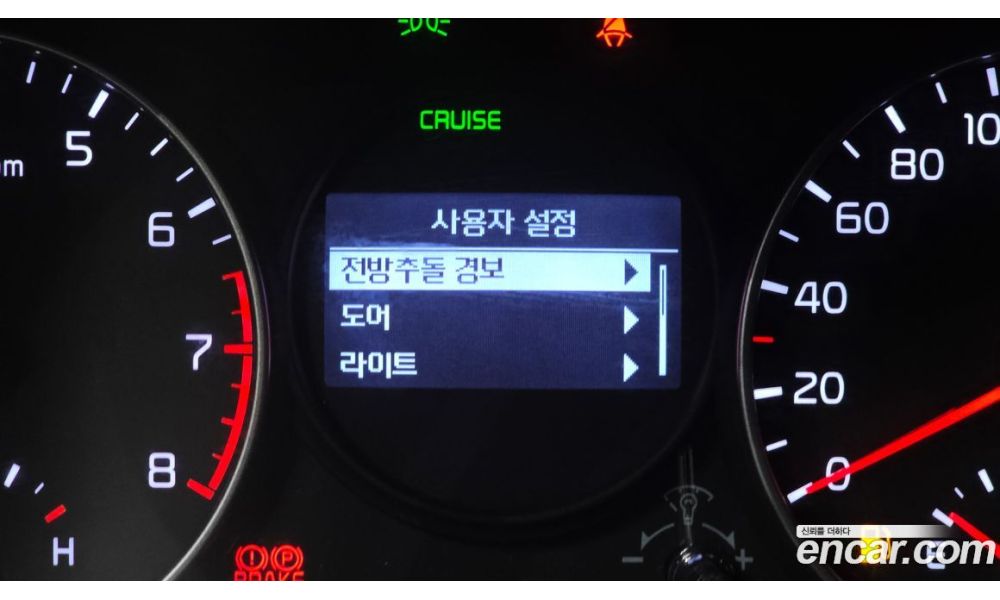 CRUISE
5
6
7
8
H
사용자 설정
전방추돌 경보
도어
라이트
10
80
60
40
20
0
BRAKE
신뢰를 더하다
encar.com